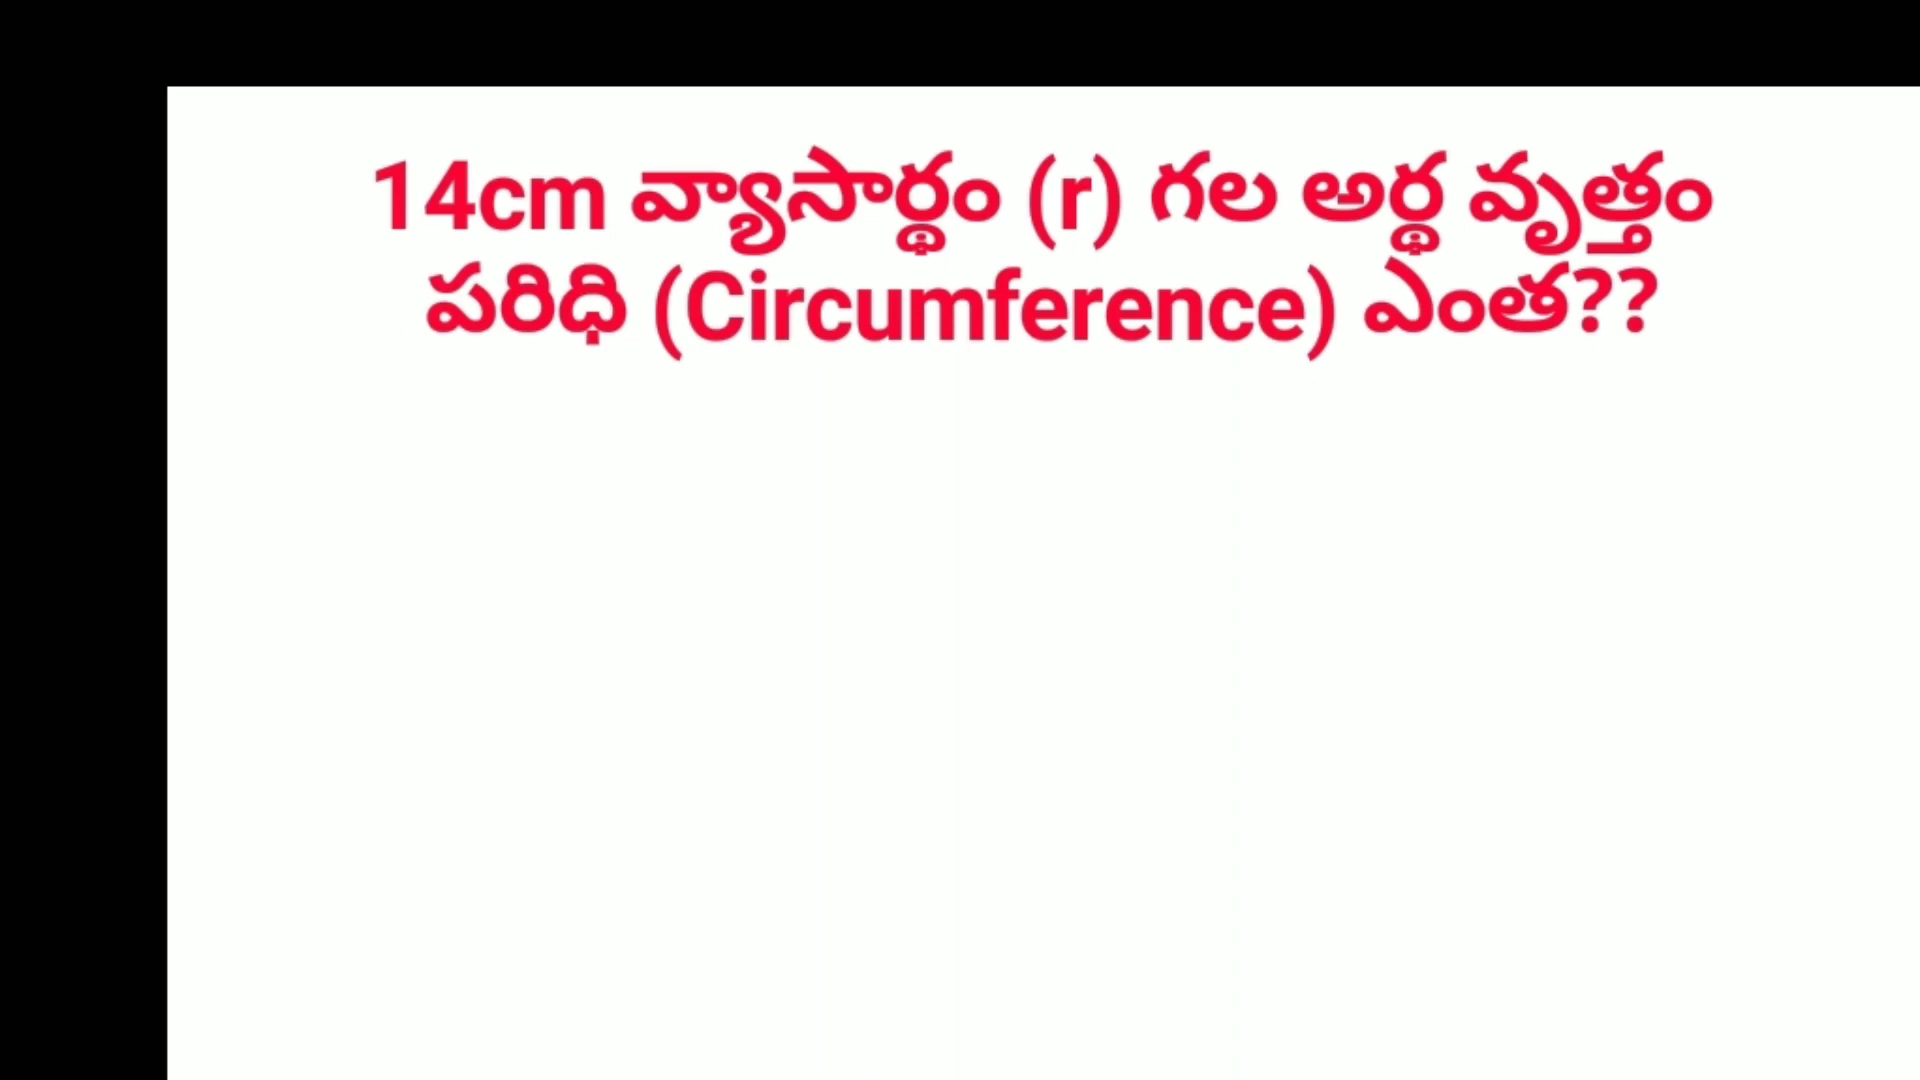 14cm వ్యాసార్థం (r) గల అర్థ వృత్తం
పరిధి (Circumference) ఎంత??